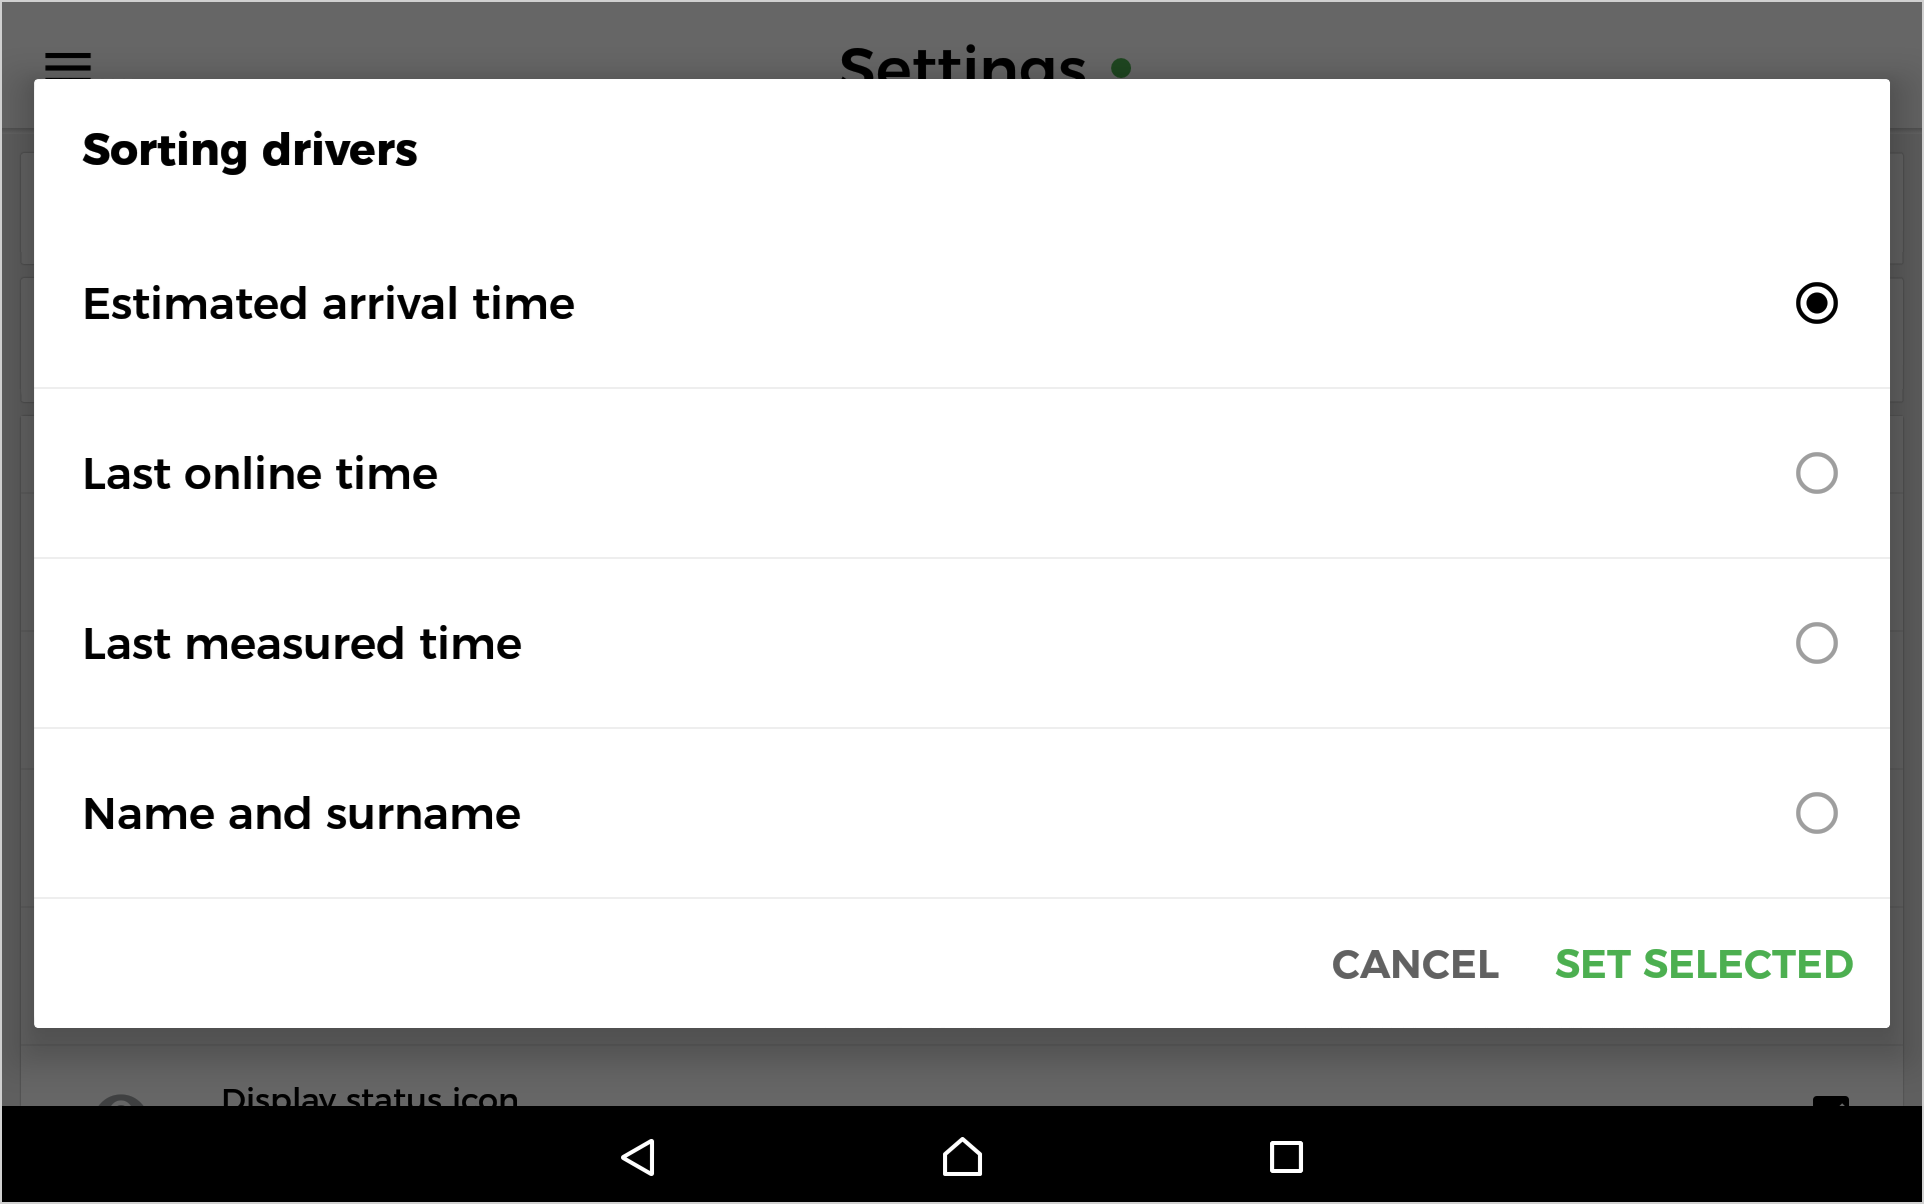 Settings
Sorting drivers
Estimated arrival time
Last online time
Last measured time
Name and surname
CANCEL SET SELECTED
Display status icon